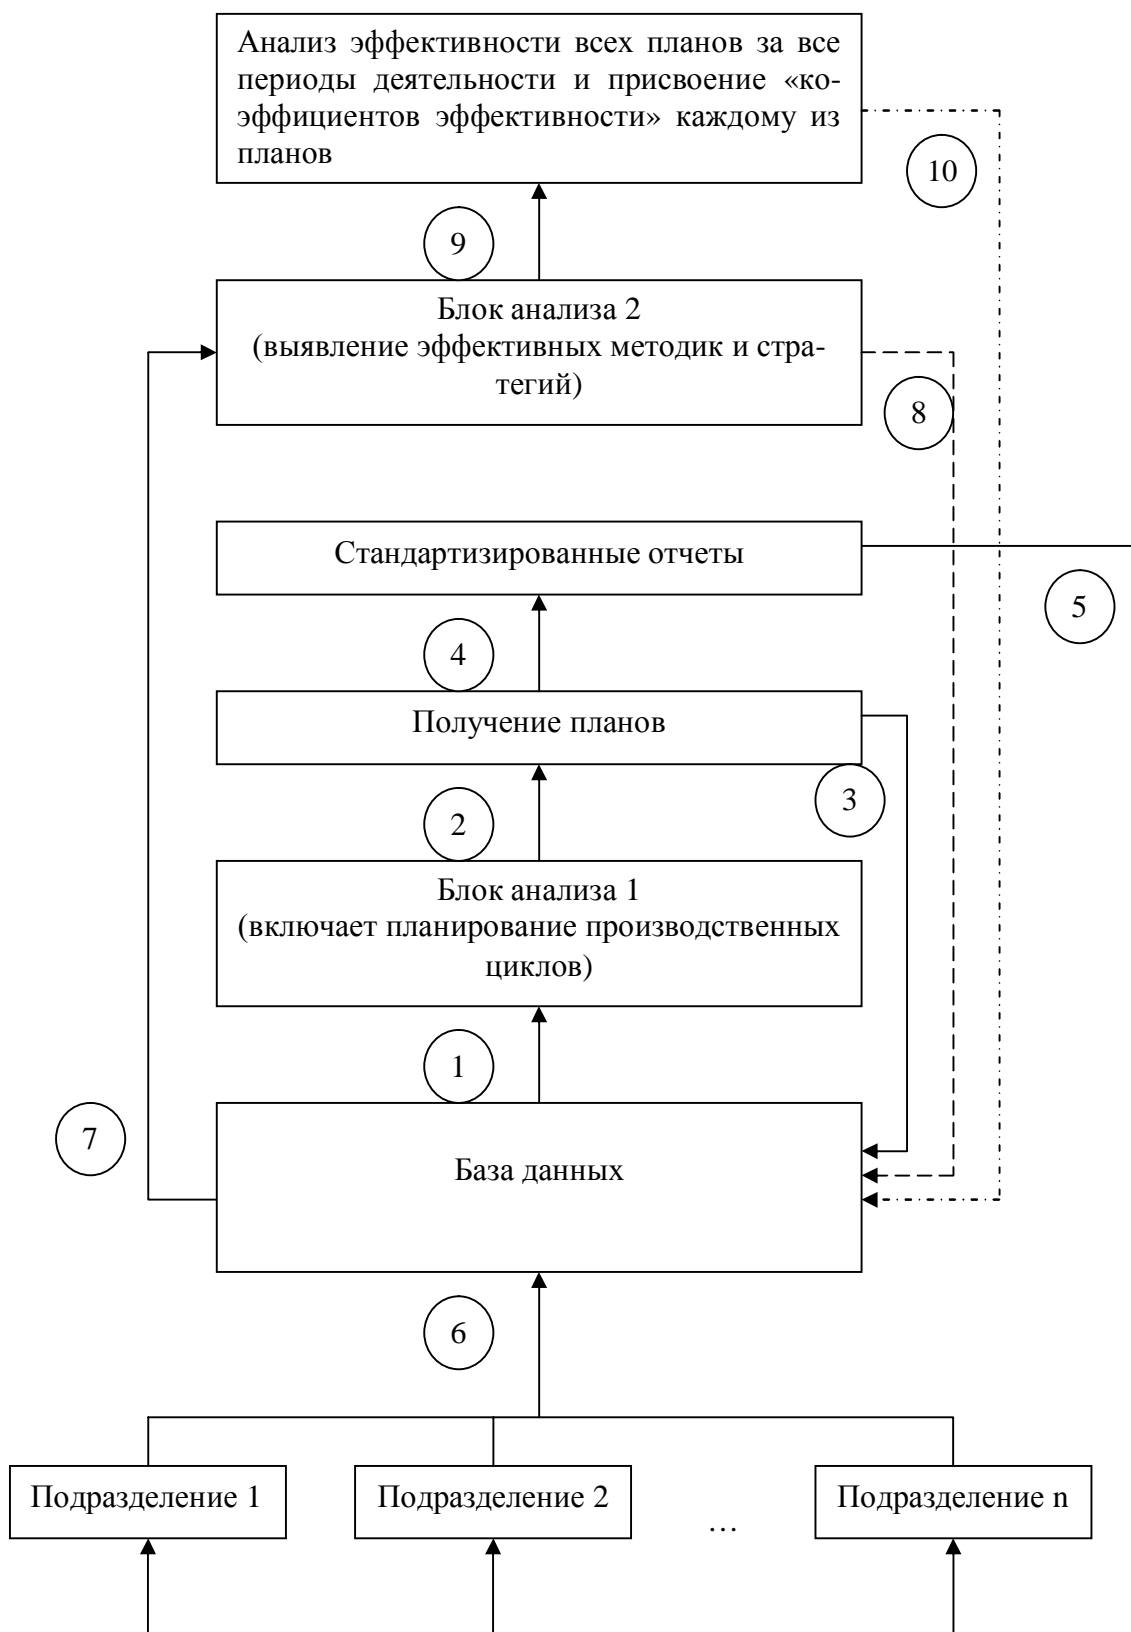 Анализ эффективности всех планов за все
периоды деятельности и присвоение «ко-
эффициентов эффективности» каждому из
планов
10
9
Блок анализа 2
(выявление эффективных методик и стра-
тегий)
8
Стандартизированные отчеты
5
4
Получение планов
3
2
Блок анализа 1
(включает планирование производственных
циклов)
1
7
База данных
6
Подразделение 1
Подразделение 2
...
Подразделение n